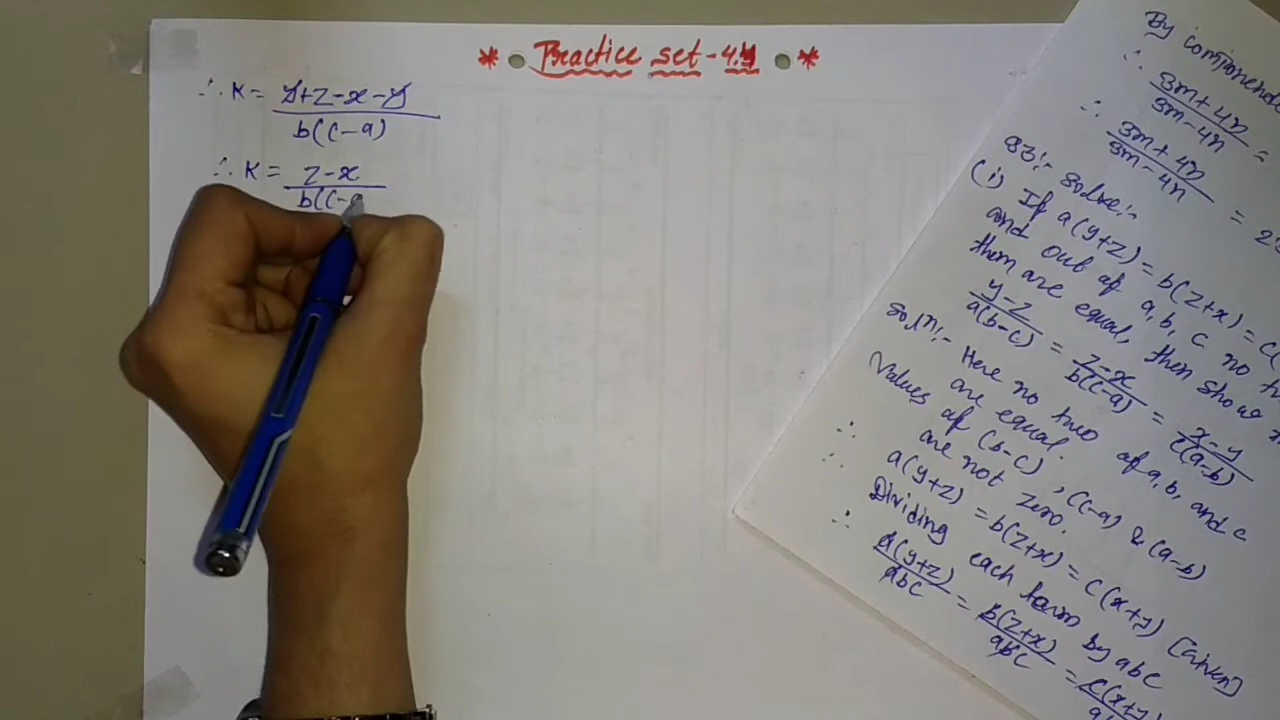 * Practice set - 4.4 *
∴ K = y+z-x-y
b(c-a)
∴ K = z-x
b(c-a
By componendo
∴ 3m+4n
3m-4n =
∴ 3m+4n
3m-4n = 2
Q3:- Solve:-
(i) If a(y+z) = b(z+x) = c(
and out of a, b, c no
them are equal, then show
y-z / a(b-c) = z-x / b(c-a) = x-y / c(a-b)
Soln:- Here no two of a, b, and c
are equal.
∴ Values of (b-c), (c-a) & (a-b)
are not zero.
∴ a(y+z) = b(z+x) = c(x+y) [Given]
Dividing each term by abc
∴ a(y+z) / abc = b(z+x) / abc = c(x+y